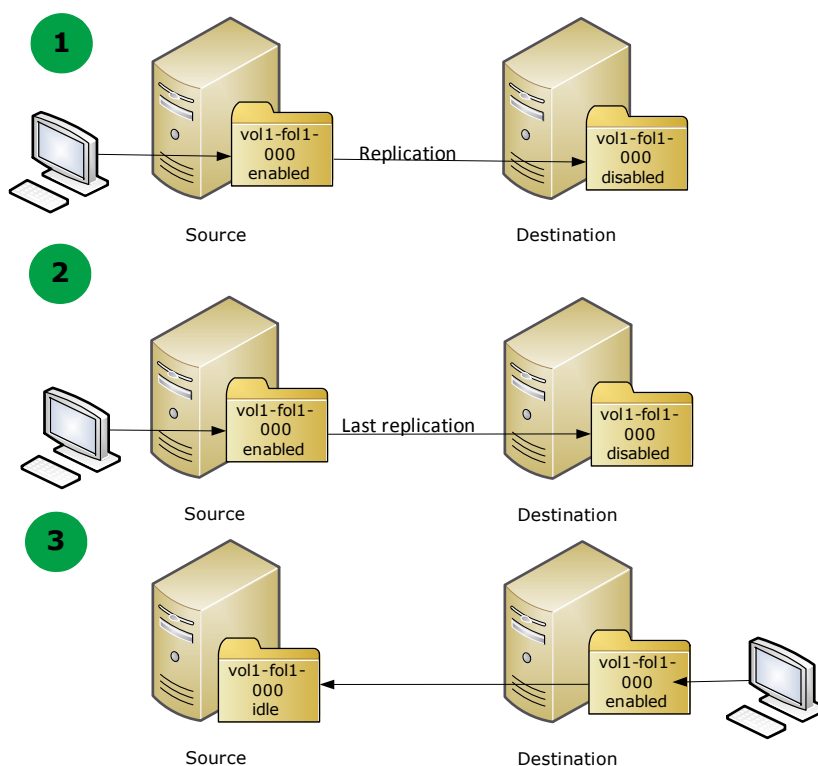 1
vol1-fol1-
000
enabled
Replication
vol1-fol1-
000
disabled
Source
Destination
2
vol1-fol1-
000
enabled
Last replication
vol1-fol1-
000
disabled
Source
Destination
3
vol1-fol1-
000
idle
vol1-fol1-
000
enabled
Source
Destination